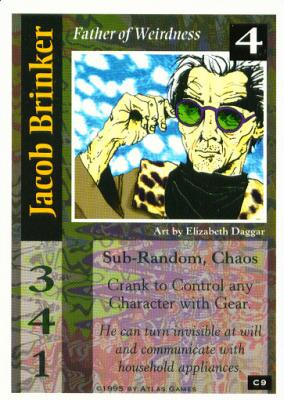 Jacob Brinker
Father of Weirdness
4
Art by Elizabeth Daggar
3
4
1
Sub-Random, Chaos
Crank to Control any
Character with Gear.
He can turn invisible at will
and communicate with
household appliances.
©1995 BY ATLAS GAMES
C9